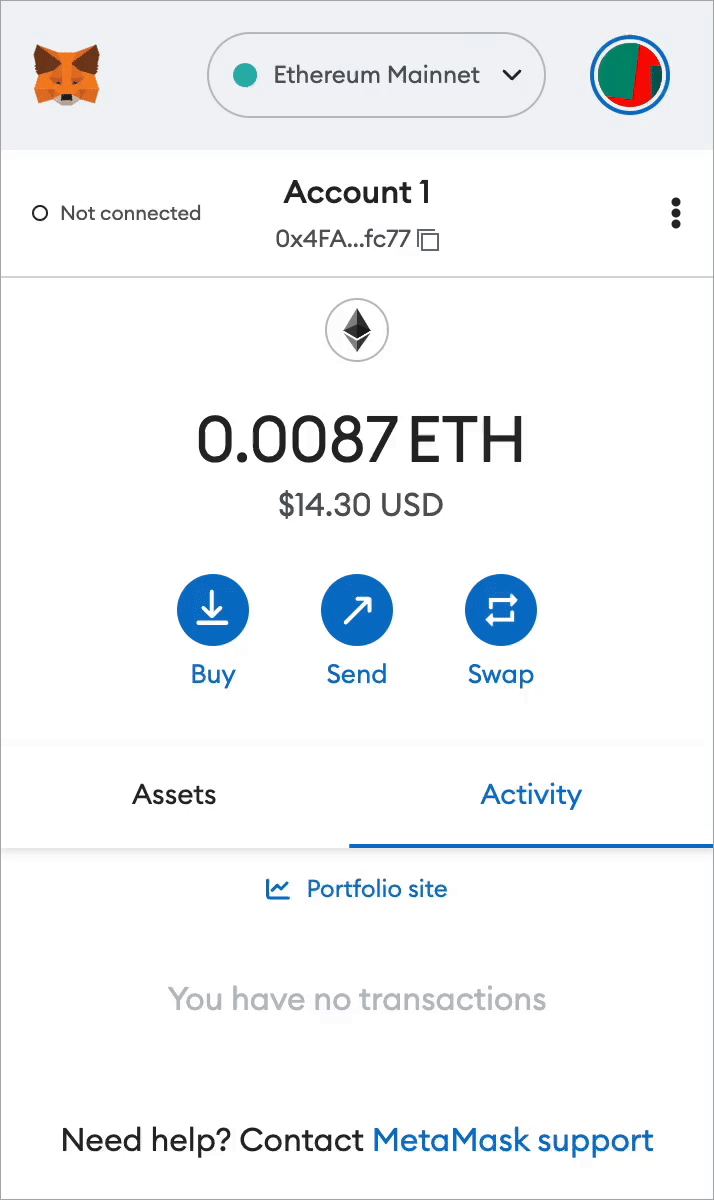 Ethereum Mainnet
Not connected
Account 1
0x4FA...fc77
0.0087 ETH
$14.30 USD
Buy
Send
Swap
Assets
Activity
Portfolio site
You have no transactions
Need help? Contact MetaMask support